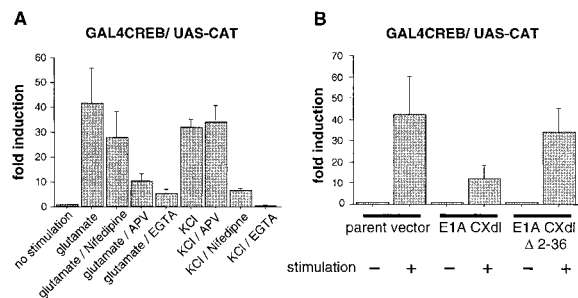 A
GAL4CREB/ UAS-CAT
fold induction
60
50
40
30
20
10
0
no stimulation
glutamate
glutamate / Nifedipine
glutamate / APV
glutamate / EGTA
KCl
KCl / APV
KCl / Nifedipne
KCl / EGTA
B
GAL4CREB/ UAS-CAT
fold induction
70
60
50
40
30
20
10
0
parent vector
E1A CXdl
E1A CXdl
Δ 2-36
stimulation − + − + − +